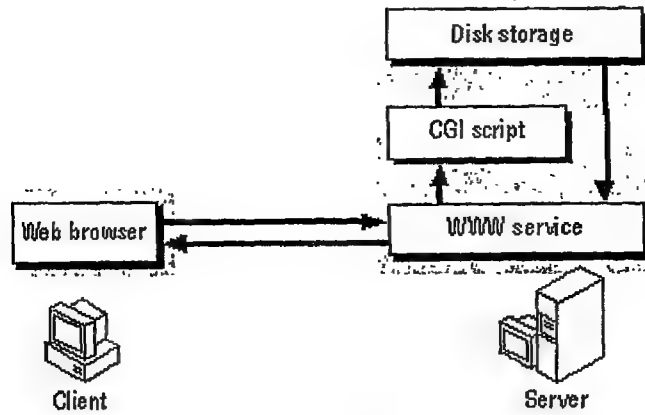 Disk storage
CGI script
Web browser
WWW service
Client
Server